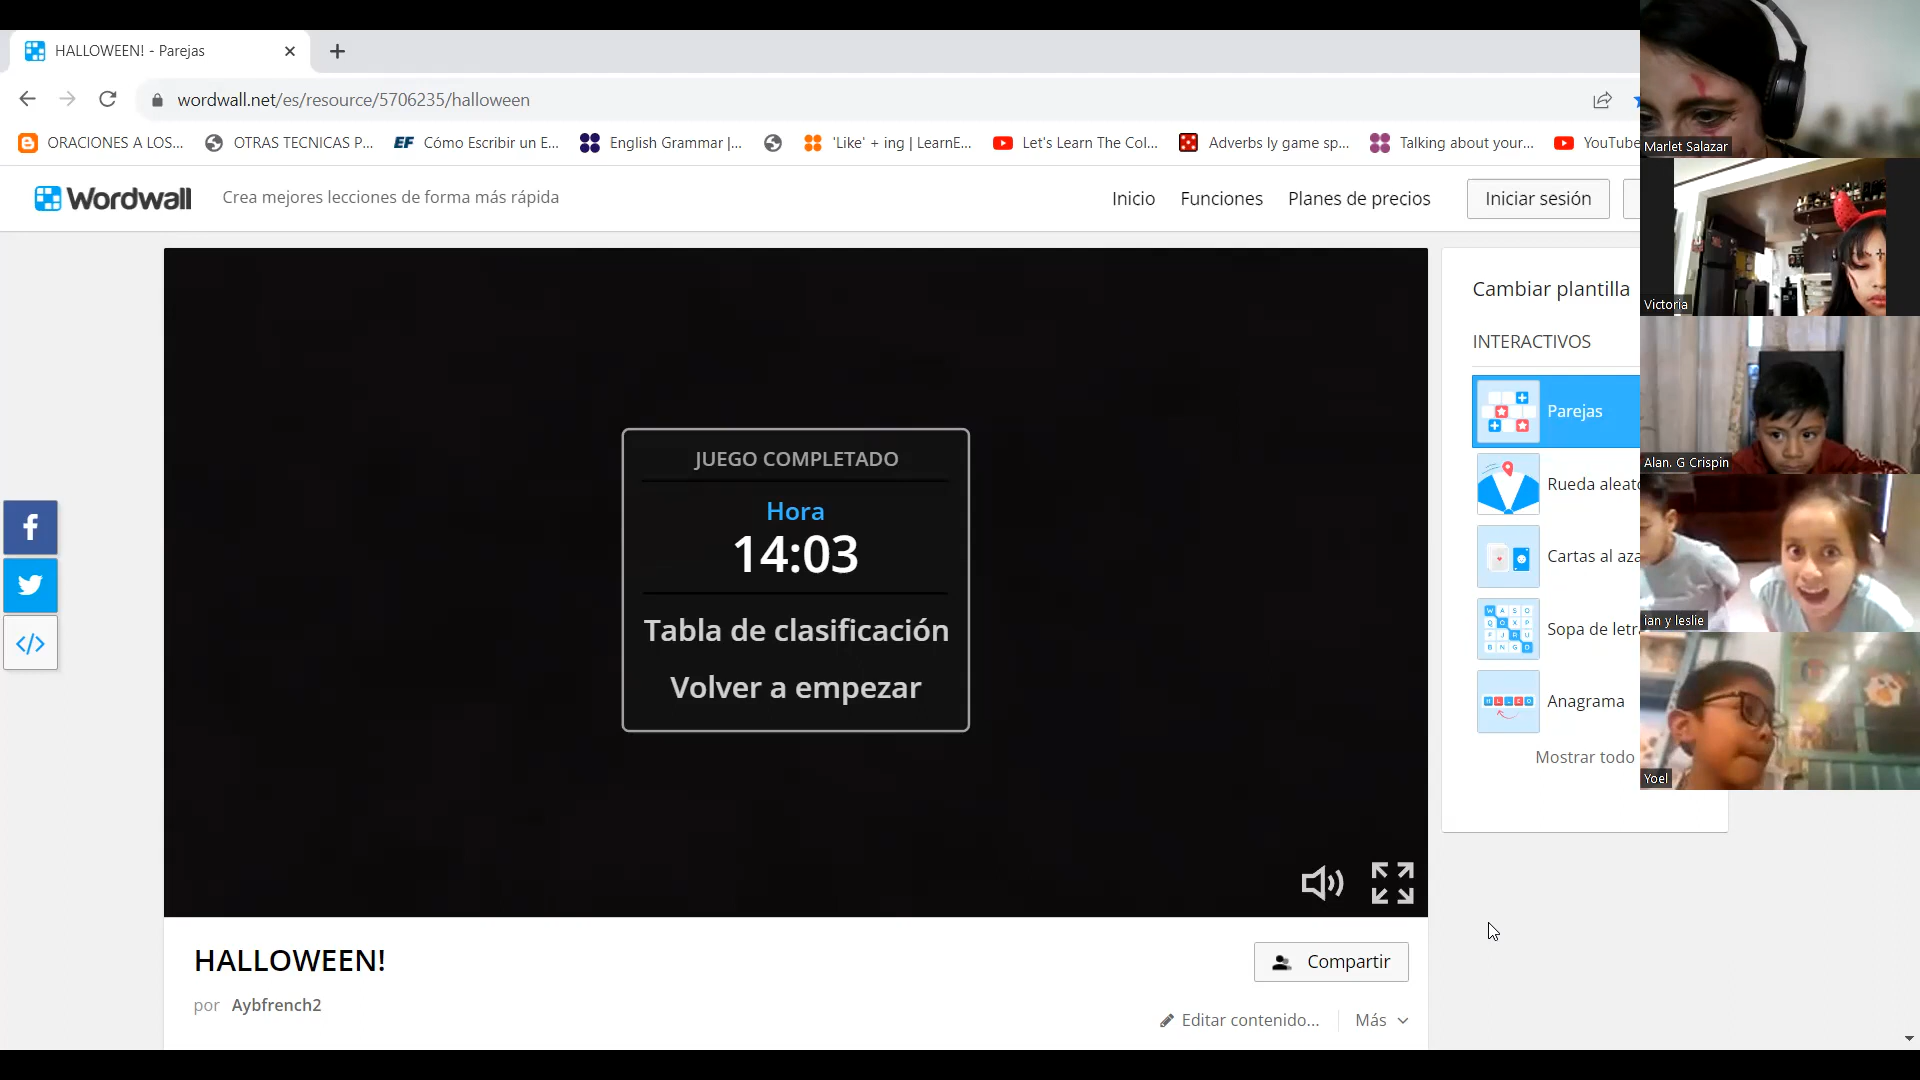 HALLOWEEN! - Parejas
wordwall.net/es/resource/5706235/halloween
ORACIONES A LOS...
OTRAS TECNICAS P...
EF
Cómo Escribir un E...
English Grammar |...
'Like' + ing | LearnE...
Let's Learn The Col...
Adverbs ly game sp...
Talking about your...
YouTube
Wordwall
Crea mejores lecciones de forma más rápida
Inicio
Funciones
Planes de precios
Iniciar sesión
JUEGO COMPLETADO
Hora
14:03
Tabla de clasificación
Volver a empezar
HALLOWEEN!
por Aybfrench2
Compartir
Editar contenido...
Más
Cambiar plantilla
INTERACTIVOS
Parejas
Rueda aleato
Cartas al aza
Sopa de letr
Anagrama
Mostrar todo
Marlet Salazar
Victoria
Alan. G Crispin
ian y leslie
Yoel